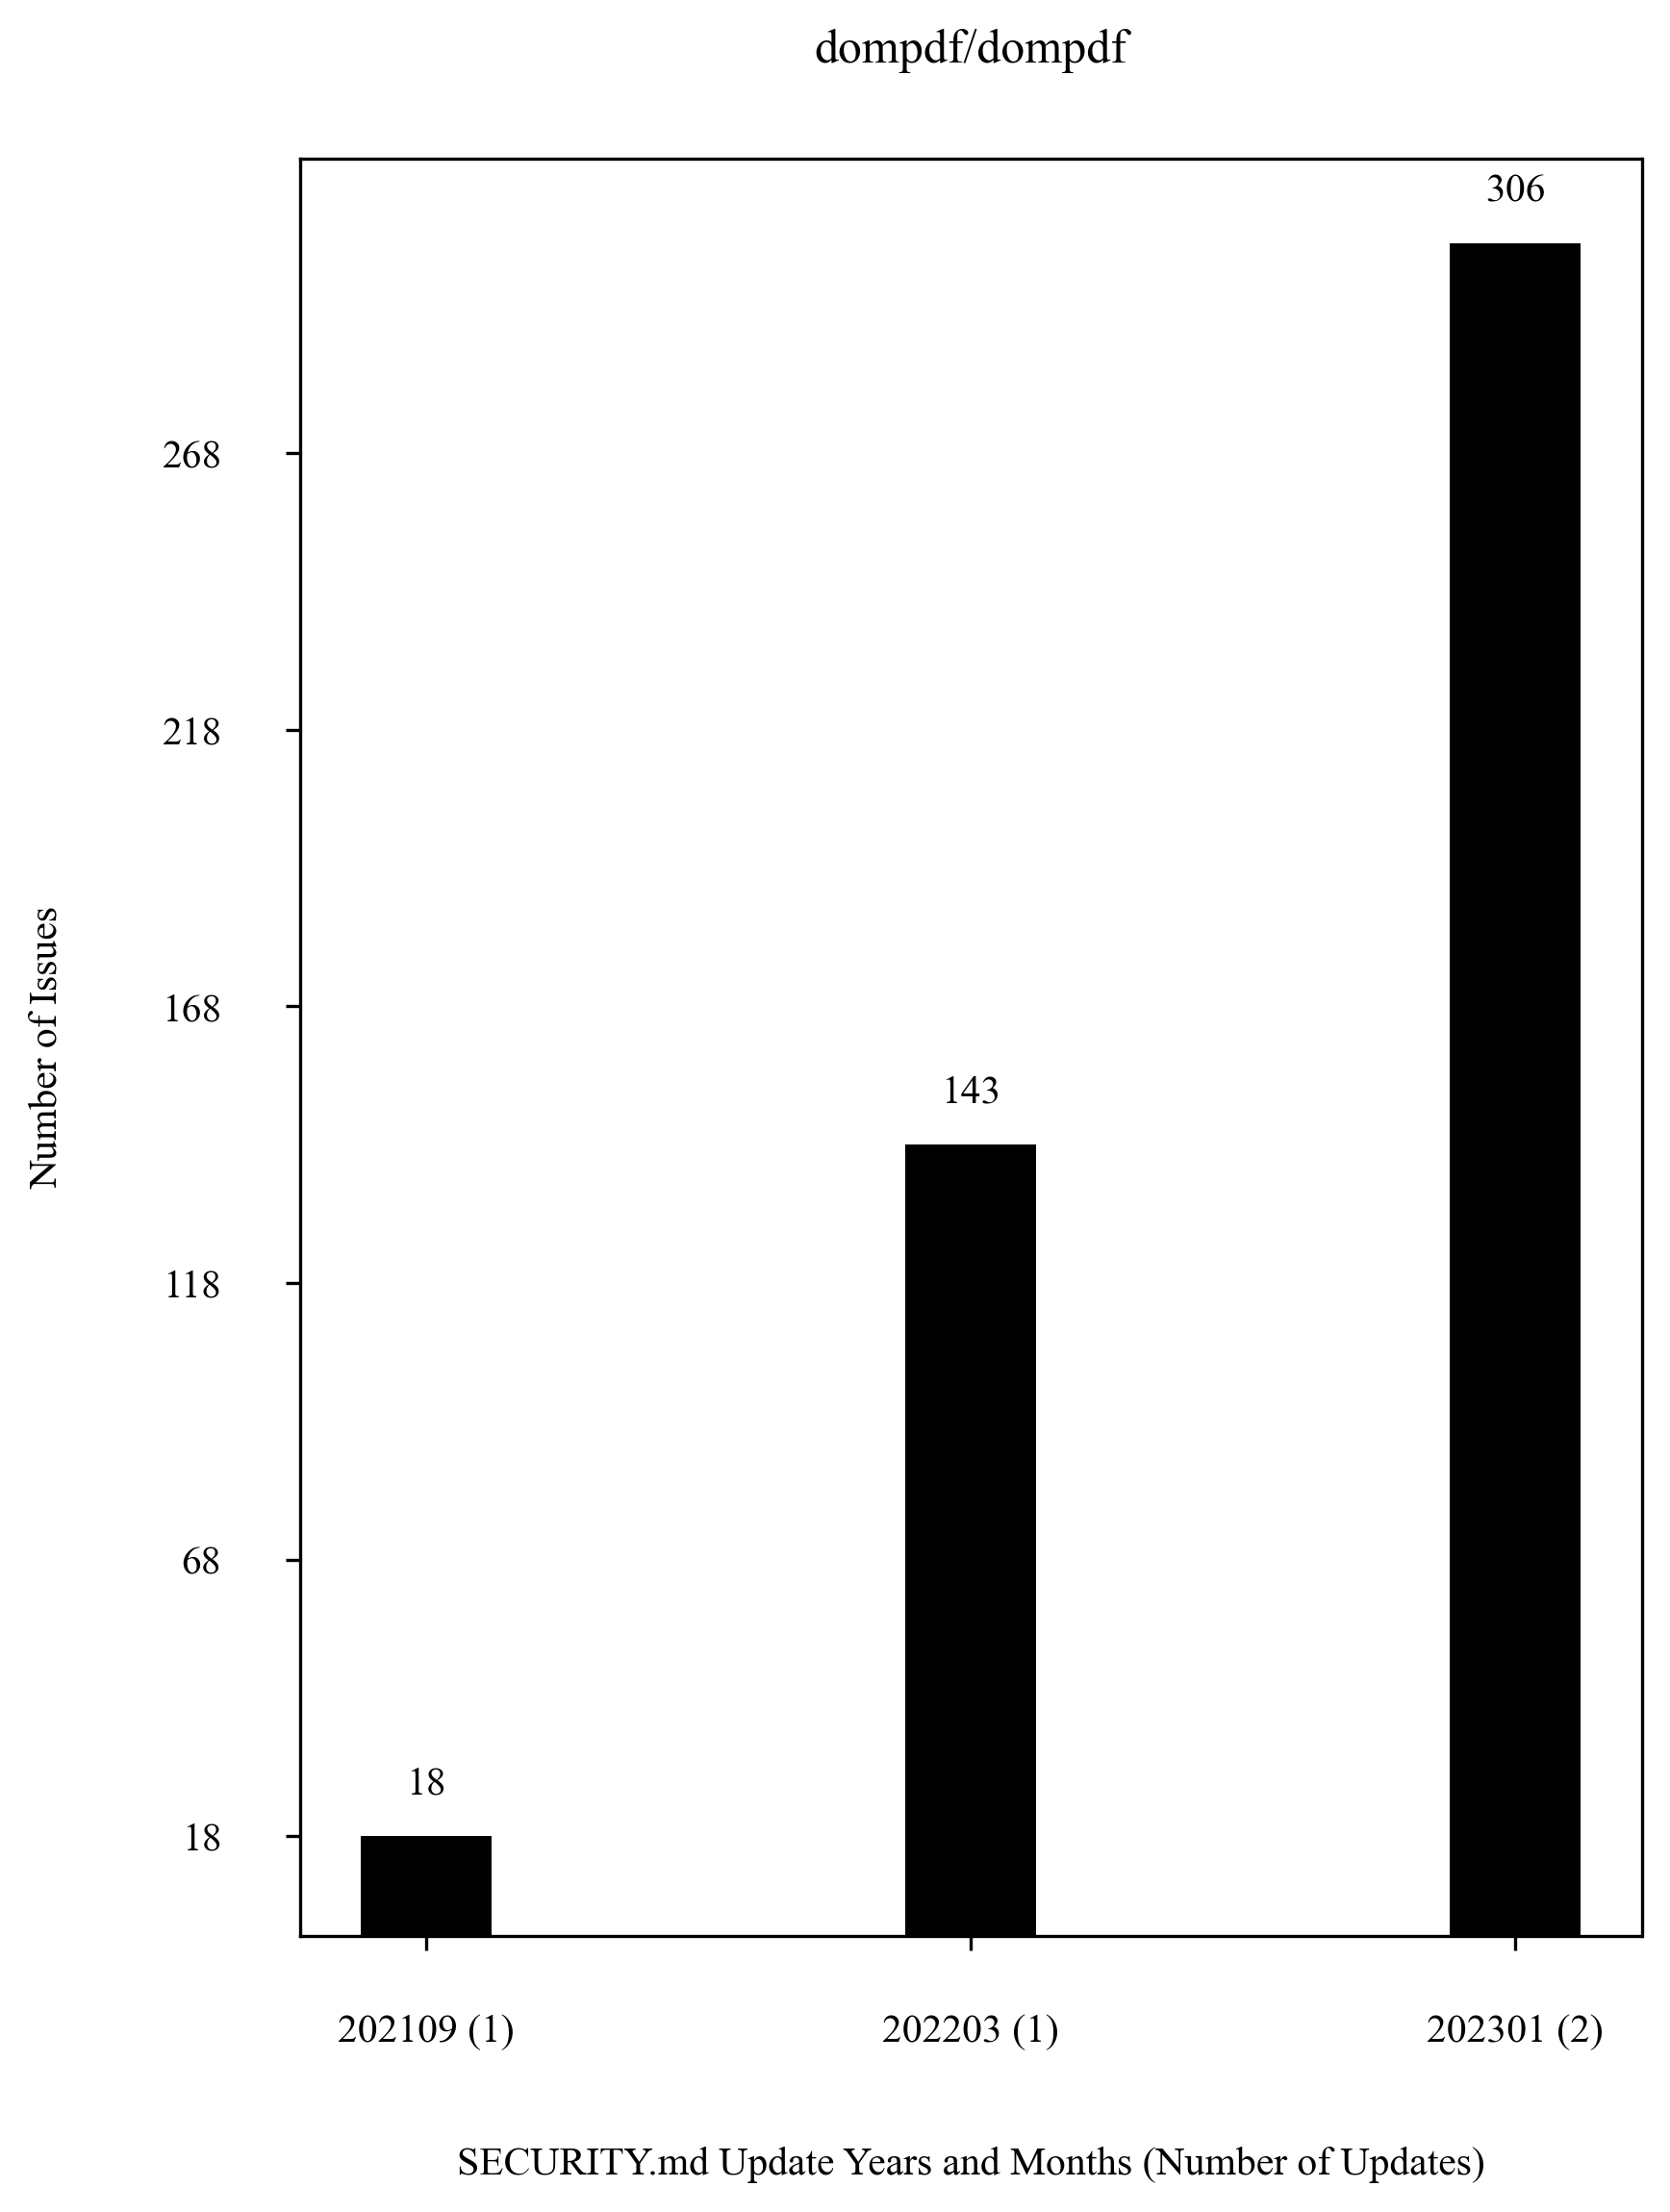 dompdf/dompdf
306
268
218
168
143
118
68
18
18
Number of Issues
202109 (1) 202203 (1) 202301 (2)
SECURITY.md Update Years and Months (Number of Updates)